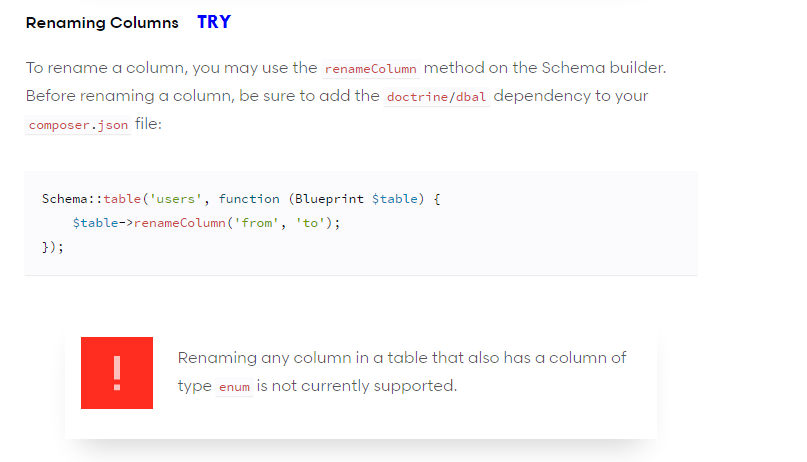 Renaming Columns TRY
To rename a column, you may use the renameColumn method on the Schema builder.
Before renaming a column, be sure to add the doctrine/dbal dependency to your
composer.json file:
Schema::table('users', function (Blueprint $table) {
    $table->renameColumn('from', 'to');
});
!
Renaming any column in a table that also has a column of
type enum is not currently supported.